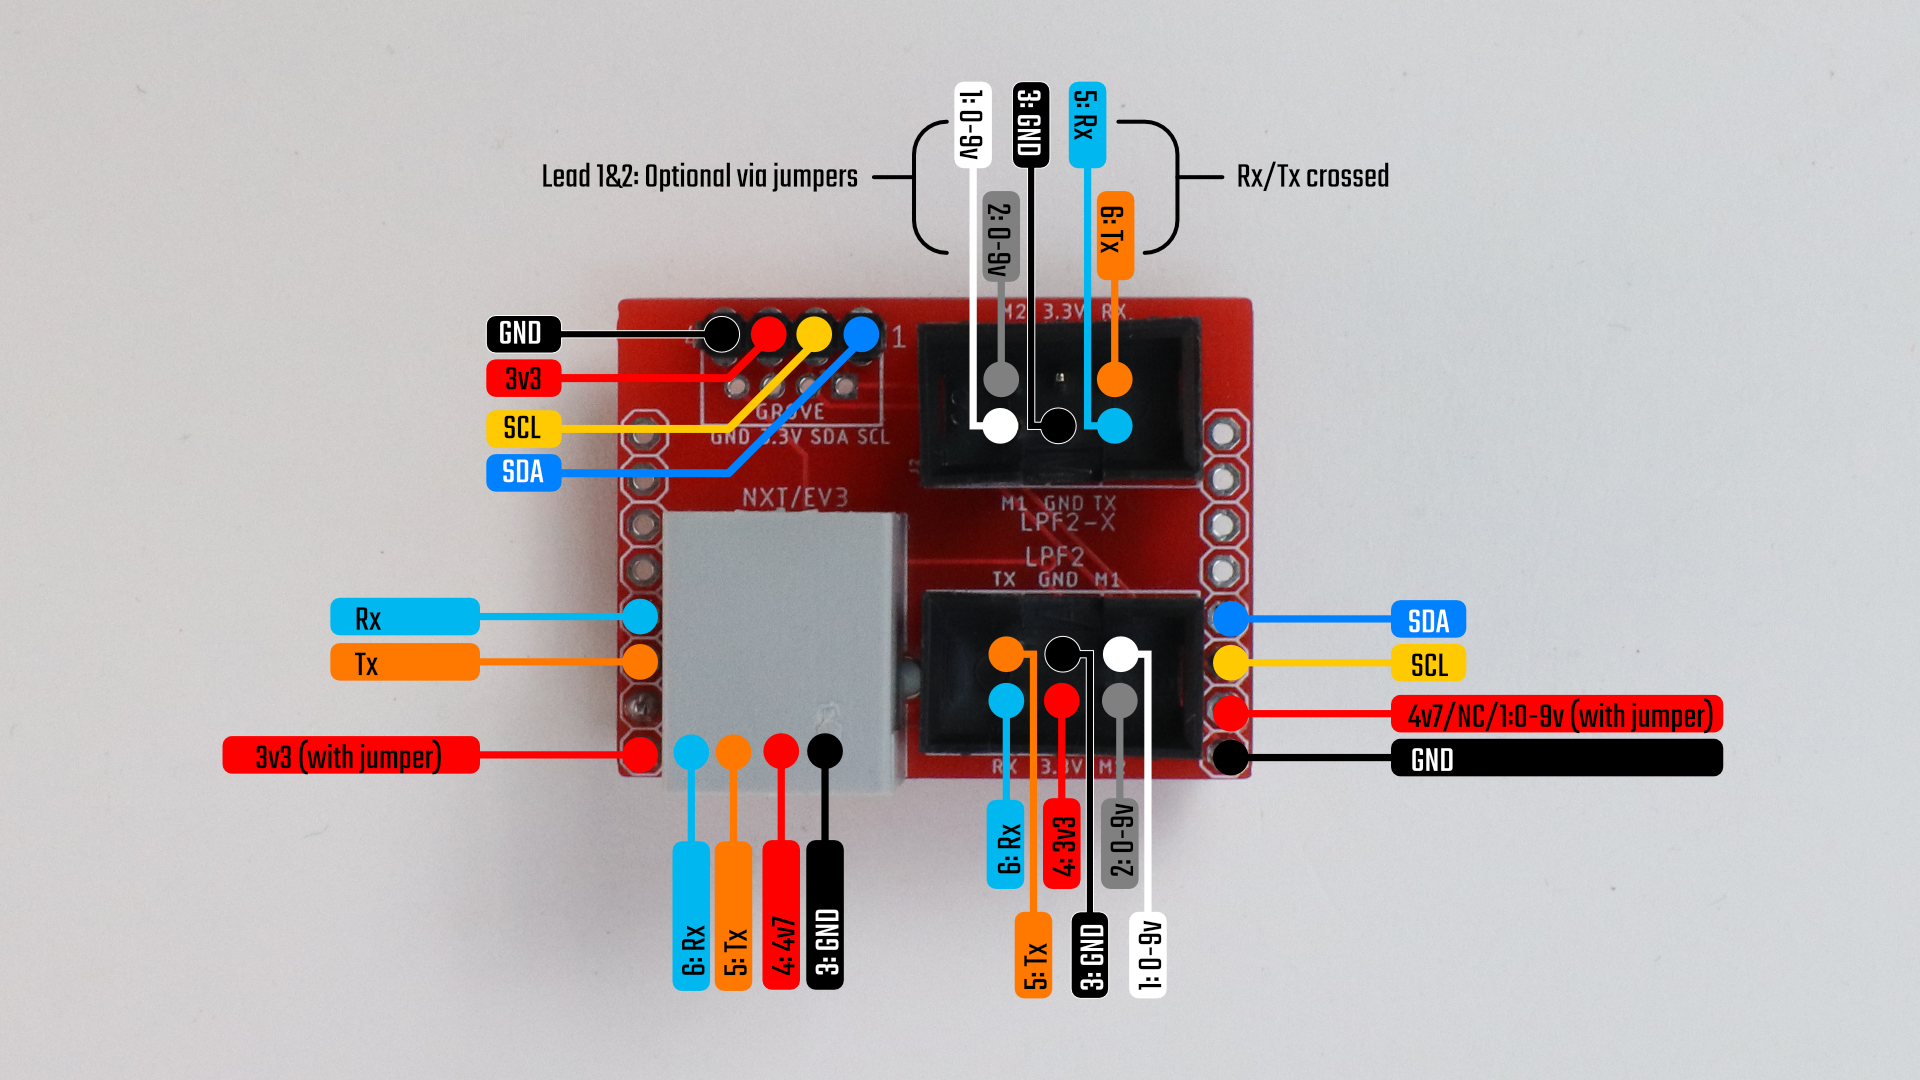 1: 0-9v
3: GND
5: Rx
Lead 1&2: Optional via jumpers
Rx/Tx crossed
2: 0-9v
6: Tx
M2 3.3V RX
GND
3v3
SCL
SDA
1
GROVE
GND 3.3V SDA SCL
NXT/EV3
M1 GND TX
LPF2-X
LPF2
TX GND M1
Rx
Tx
3v3 (with jumper)
SDA
SCL
4v7/NC/1:0-9v (with jumper)
GND
RX 3.3V M2
6: Rx
4: 3v3
2: 0-9v
6: Rx
5: Tx
4: 4v7
3: GND
5: Tx
3: GND
1: 0-9v